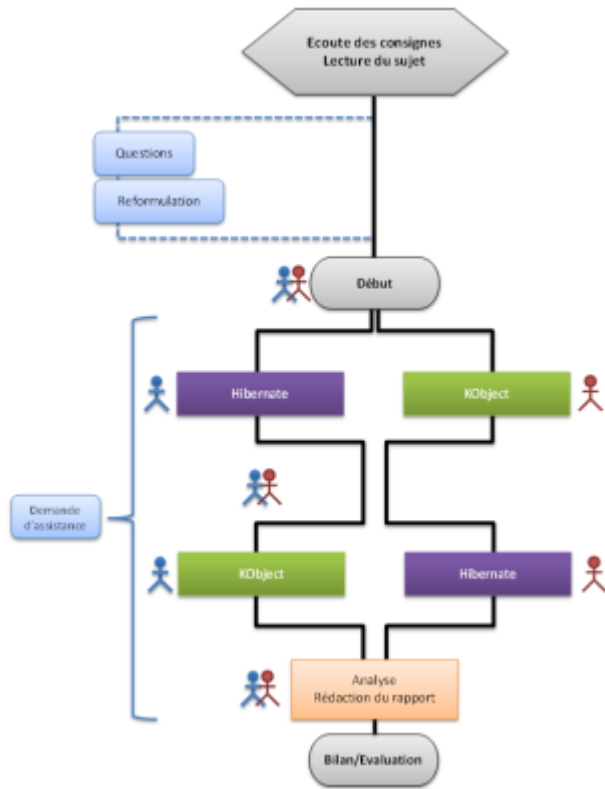 Ecoute des consignes
Lecture du sujet
Questions
Reformulation
Début
Hibernate
KObject
Demande
d'assistance
KObject
Hibernate
Analyse
Rédaction du rapport
Bilan/Evaluation